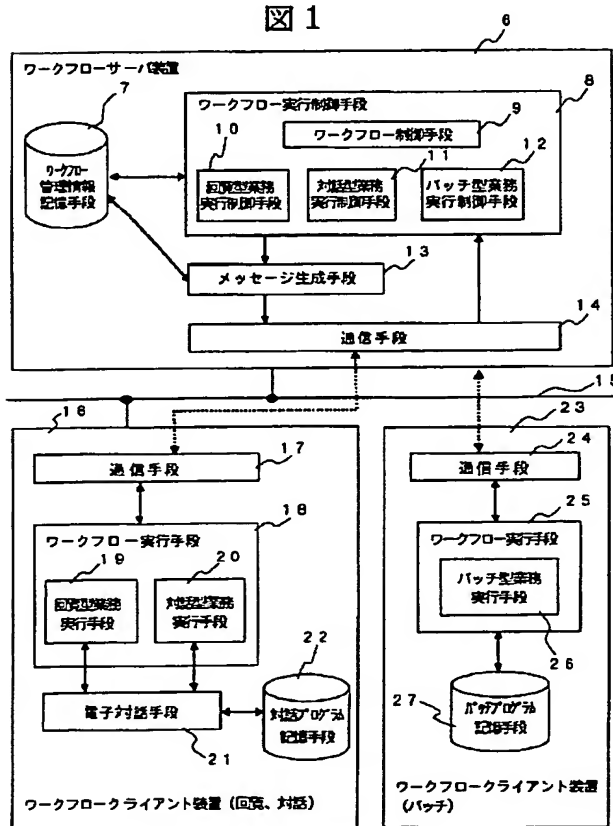 図1
6
ワークフローサーバ装置
7
8
ワークフロー実行制御手段
9
ワークフロー制御手段
10
11
12
ワークフロー
管理情報
記憶手段
回覧型業務
実行制御手段
対話型業務
実行制御手段
バッチ型業務
実行制御手段
13
メッセージ生成手段
14
通信手段
15
16
23
17
通信手段
24
通信手段
18
ワークフロー実行手段
25
ワークフロー実行手段
19
20
回覧型業務
実行手段
対話型業務
実行手段
バッチ型業務
実行手段
26
22
電子対話手段
21
対話プログラム
記憶手段
27
バッチプログラム
記憶手段
ワークフロークライアント装置(回覧、対話)
ワークフロークライアント装置
(バッチ)